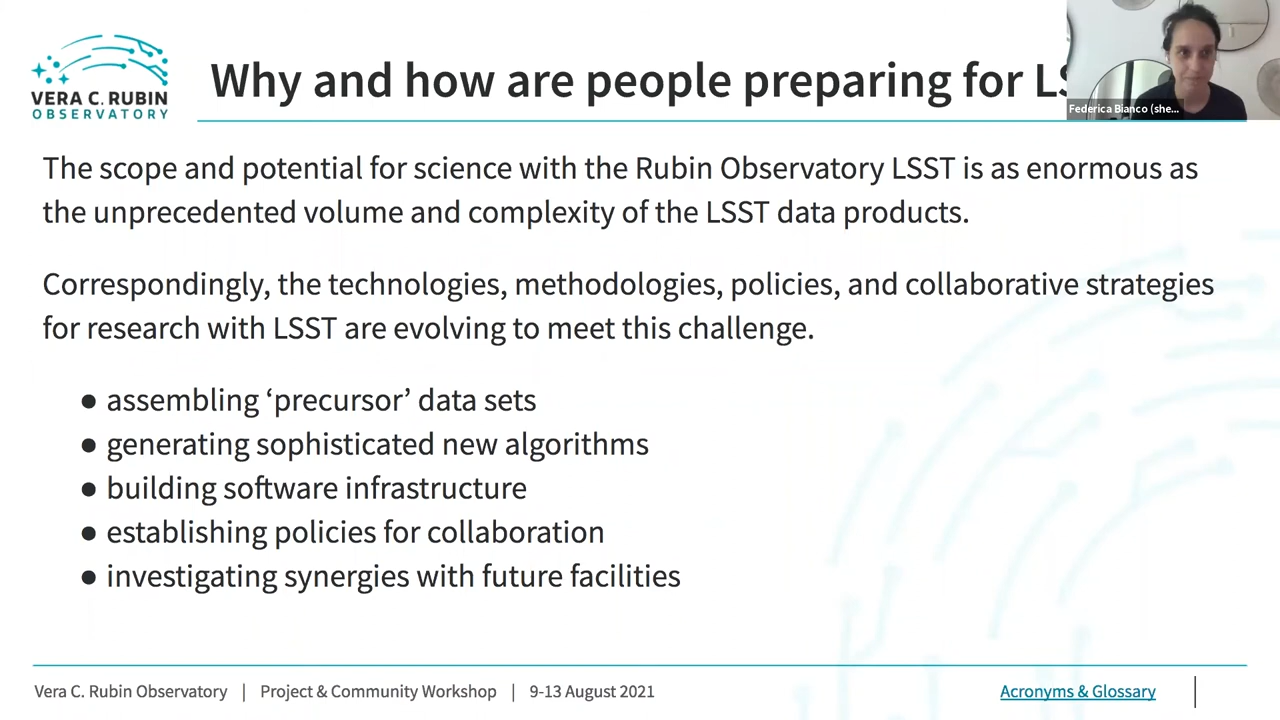 VERA C. RUBIN
OBSERVATORY
Why and how are people preparing for LS
Federica Bianco (she...
The scope and potential for science with the Rubin Observatory LSST is as enormous as
the unprecedented volume and complexity of the LSST data products.
Correspondingly, the technologies, methodologies, policies, and collaborative strategies
for research with LSST are evolving to meet this challenge.
● assembling ‘precursor’ data sets
● generating sophisticated new algorithms
● building software infrastructure
● establishing policies for collaboration
● investigating synergies with future facilities
Vera C. Rubin Observatory | Project & Community Workshop | 9-13 August 2021
Acronyms & Glossary |